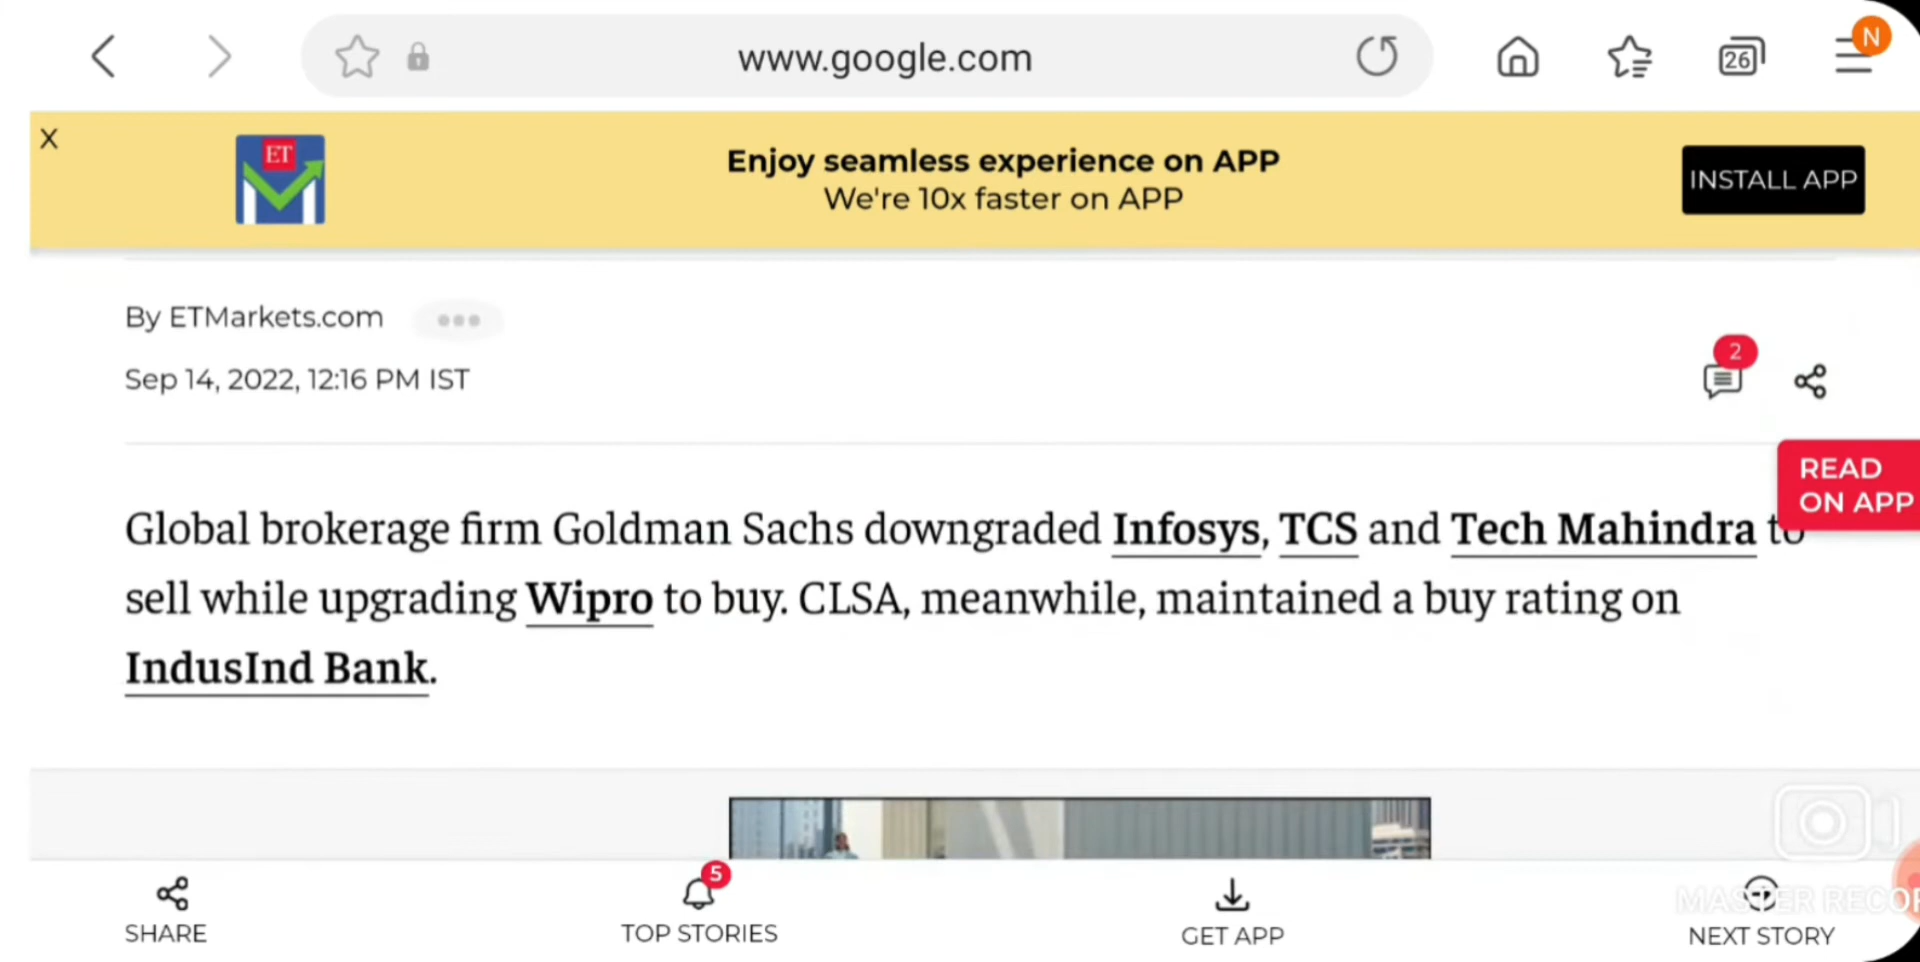 www.google.com
26
N
X
ET
Enjoy seamless experience on APP
We're 10x faster on APP
INSTALL APP
By ETMarkets.com
Sep 14, 2022, 12:16 PM IST
2
READ
ON APP
Global brokerage firm Goldman Sachs downgraded Infosys, TCS and Tech Mahindra to
sell while upgrading Wipro to buy. CLSA, meanwhile, maintained a buy rating on
IndusInd Bank.
5
SHARE
TOP STORIES
GET APP
NEXT STORY
MASTER RECOR